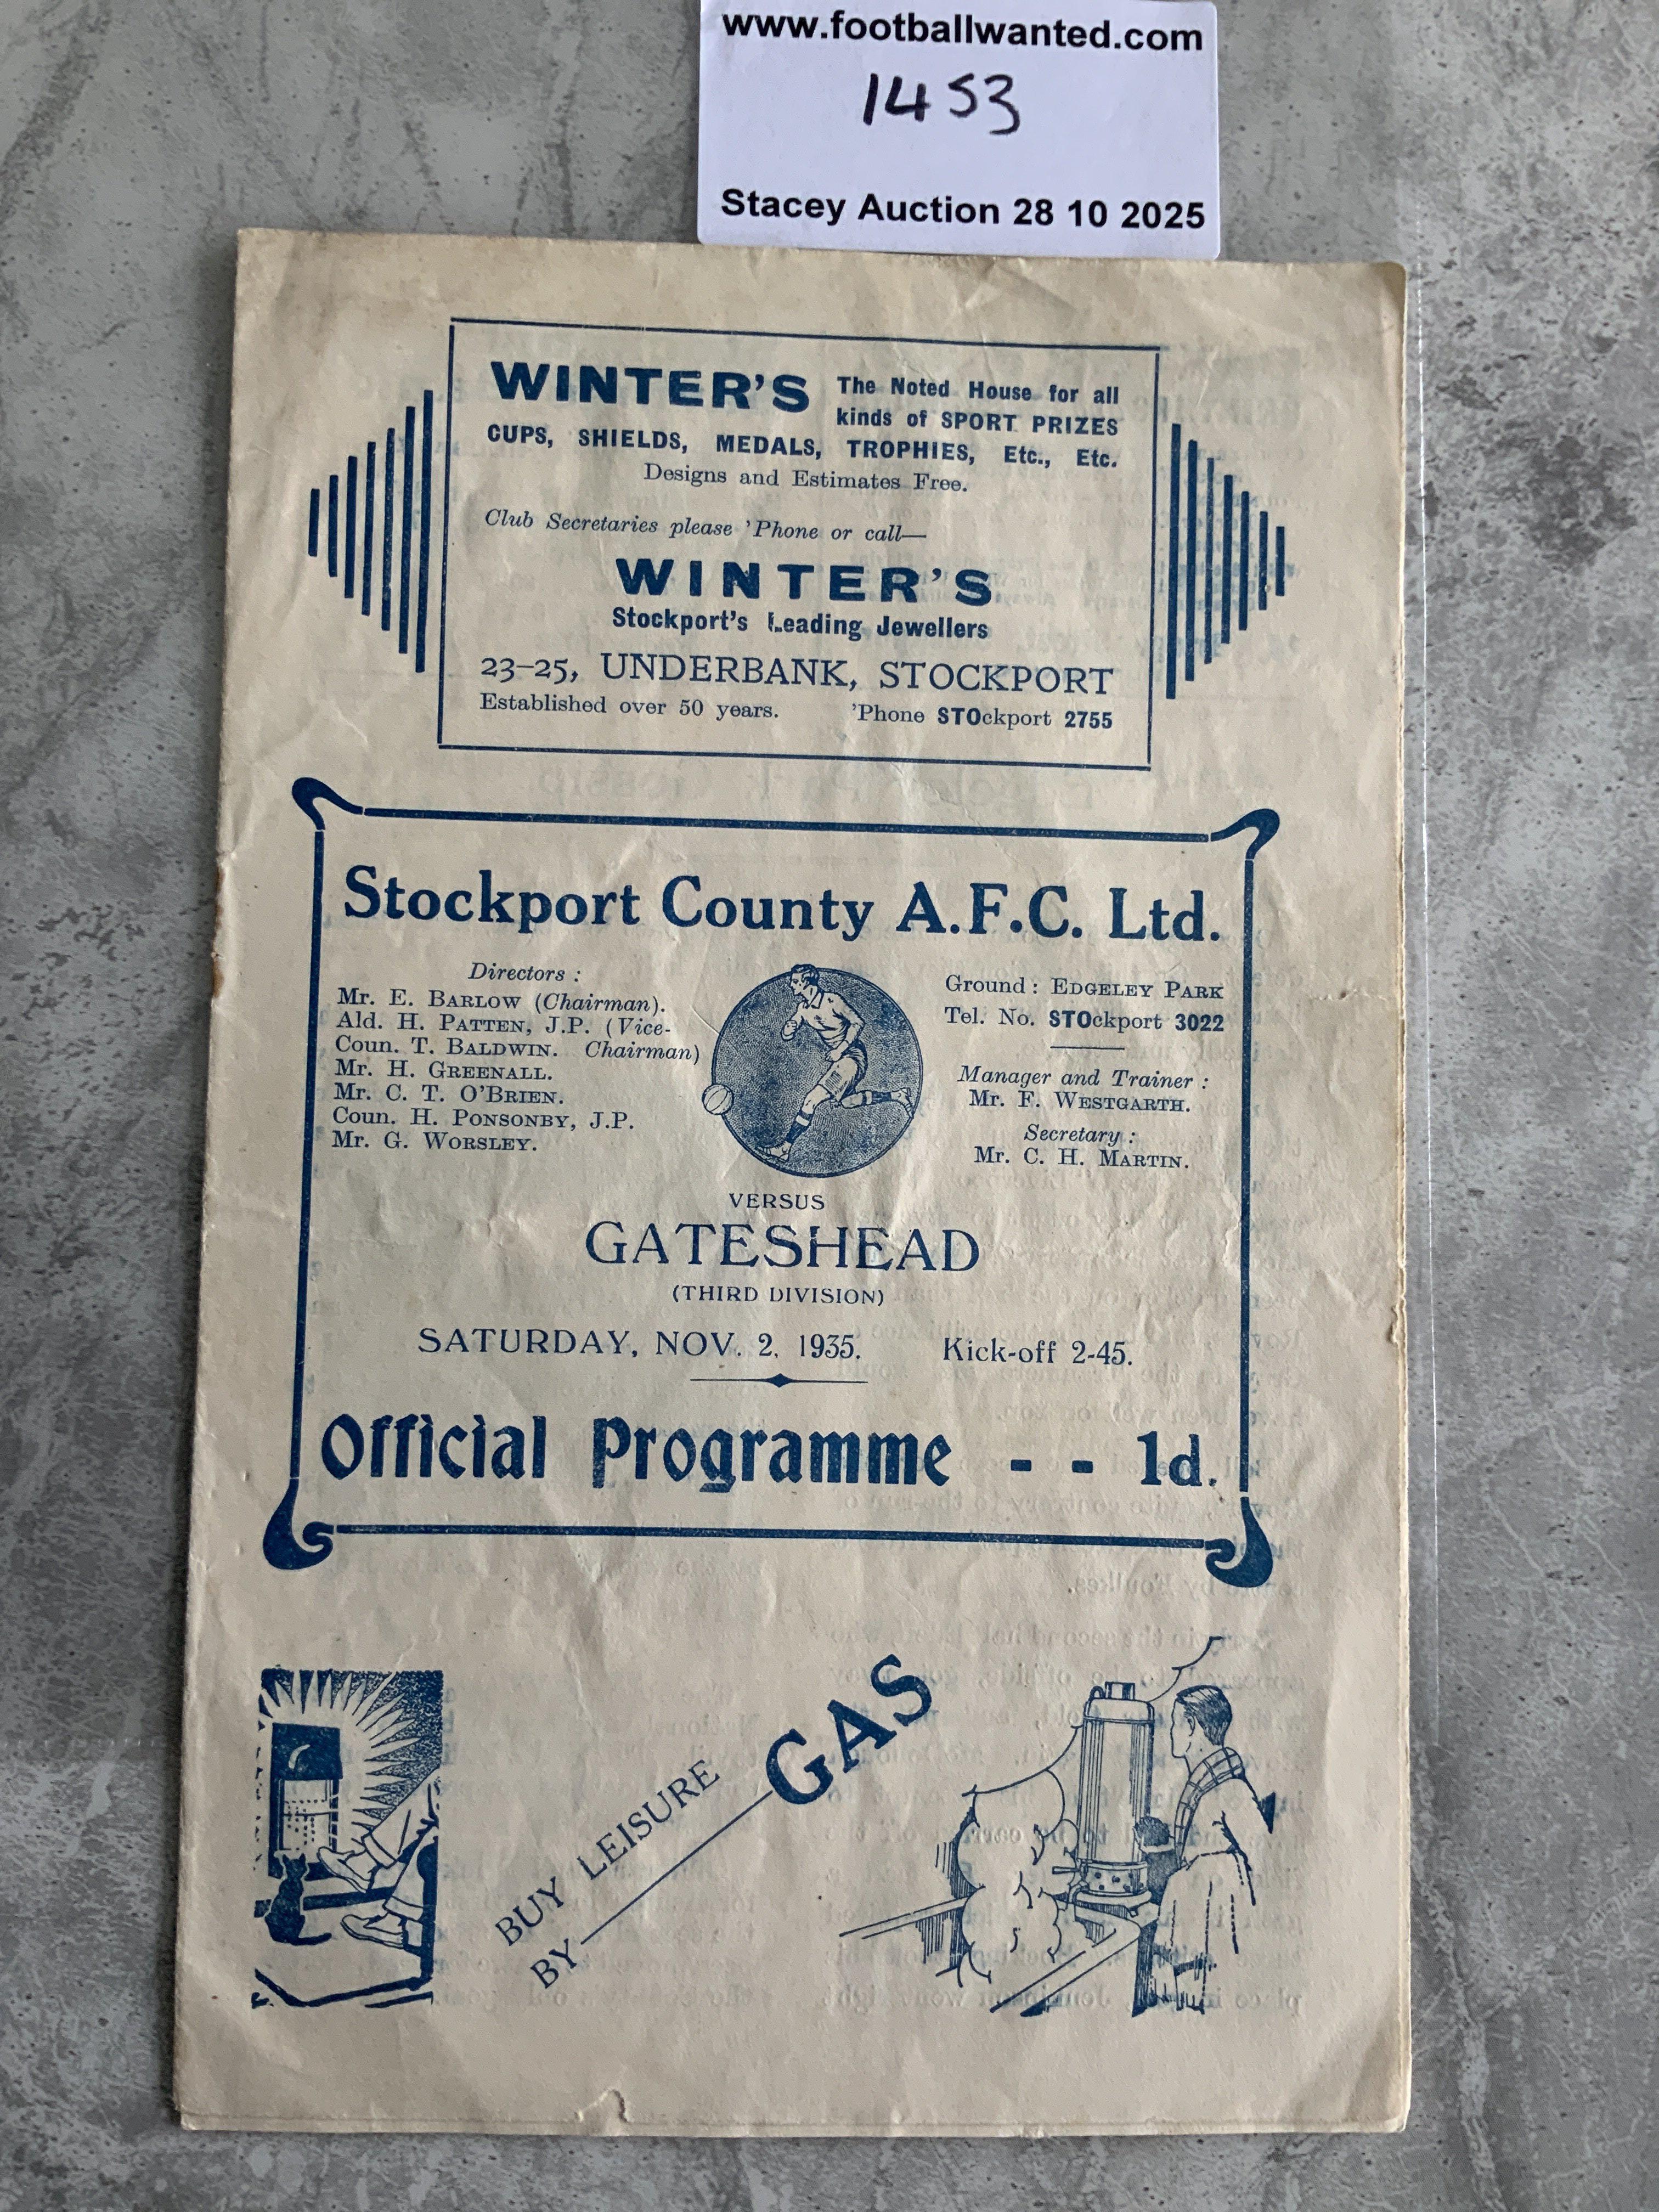 www.footballwanted.com
1453
Stacey Auction 28 10 2025
WINTER'S The Noted House for all
kinds of SPORT PRIZES
CUPS, SHIELDS, MEDALS, TROPHIES, Etc., Etc.
Designs and Estimates Free.
Club Secretaries please 'Phone or call—
WINTER'S
Stockport's Leading Jewellers
23-25, UNDERBANK, STOCKPORT
Established over 50 years. 'Phone STOckport 2755
Stockport County A.F.C. Ltd.
Directors :
Mr. E. BARLOW (Chairman).
Ald. H. PATTEN, J.P. (Vice-
Coun. T. BALDWIN. Chairman)
Mr. H. GREENALL.
Mr. C. T. O'BRIEN.
Coun. H. PONSONBY, J.P.
Mr. G. WORSLEY.
Ground : EDGELEY PARK
Tel. No. STOckport 3022
Manager and Trainer :
Mr. F. WESTGARTH.
Secretary :
Mr. C. H. MARTIN.
VERSUS
GATESHEAD
(THIRD DIVISION)
SATURDAY, NOV. 2, 1935. Kick-off 2-45.
Official Programme - - 1d.
BUY LEISURE
BY GAS